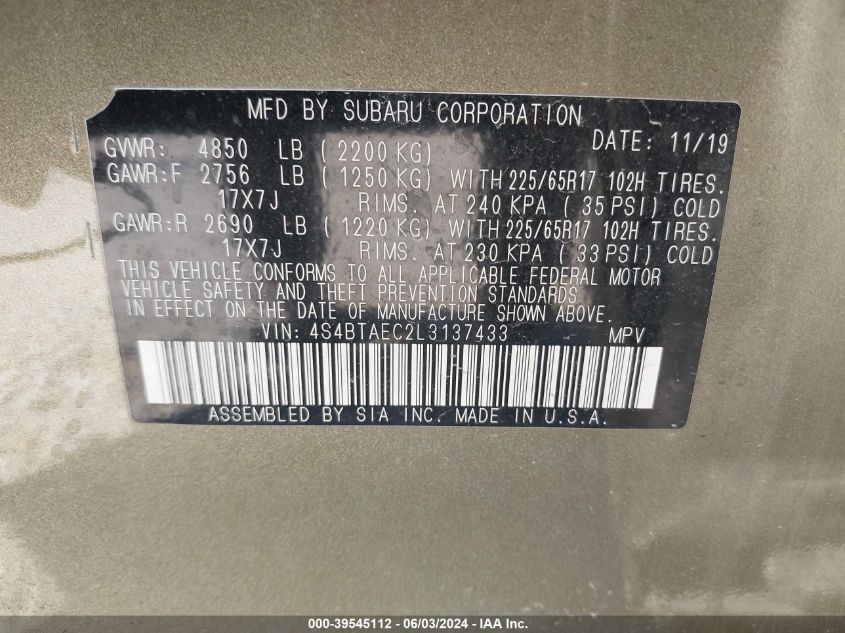 MFD BY SUBARU CORPORATION
GVWR: 4850 LB ( 2200 KG) DATE: 11/19
GAWR:F 2756 LB ( 1250 KG) WITH 225/65R17 102H TIRES.
17X7J RIMS. AT 240 KPA ( 35 PSI) COLD
GAWR:R 2690 LB ( 1220 KG) WITH 225/65R17 102H TIRES.
17X7J RIMS. AT 230 KPA ( 33 PSI) COLD
THIS VEHICLE CONFORMS TO ALL APPLICABLE FEDERAL MOTOR
VEHICLE SAFETY AND THEFT PREVENTION STANDARDS
IN EFFECT ON THE DATE OF MANUFACTURE SHOWN ABOVE.
VIN: 4S4BTAEC2L3137433 MPV
ASSEMBLED BY SIA INC. MADE IN U.S.A.
000-39545112 - 06/03/2024 - IAA Inc.